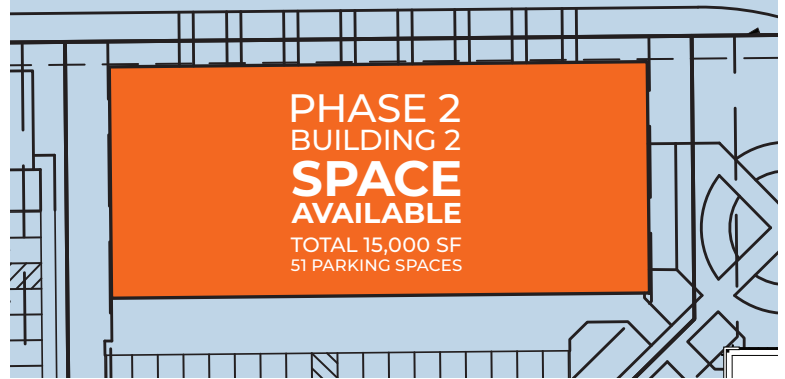 PHASE 2
BUILDING 2
SPACE
AVAILABLE
TOTAL 15,000 SF
51 PARKING SPACES